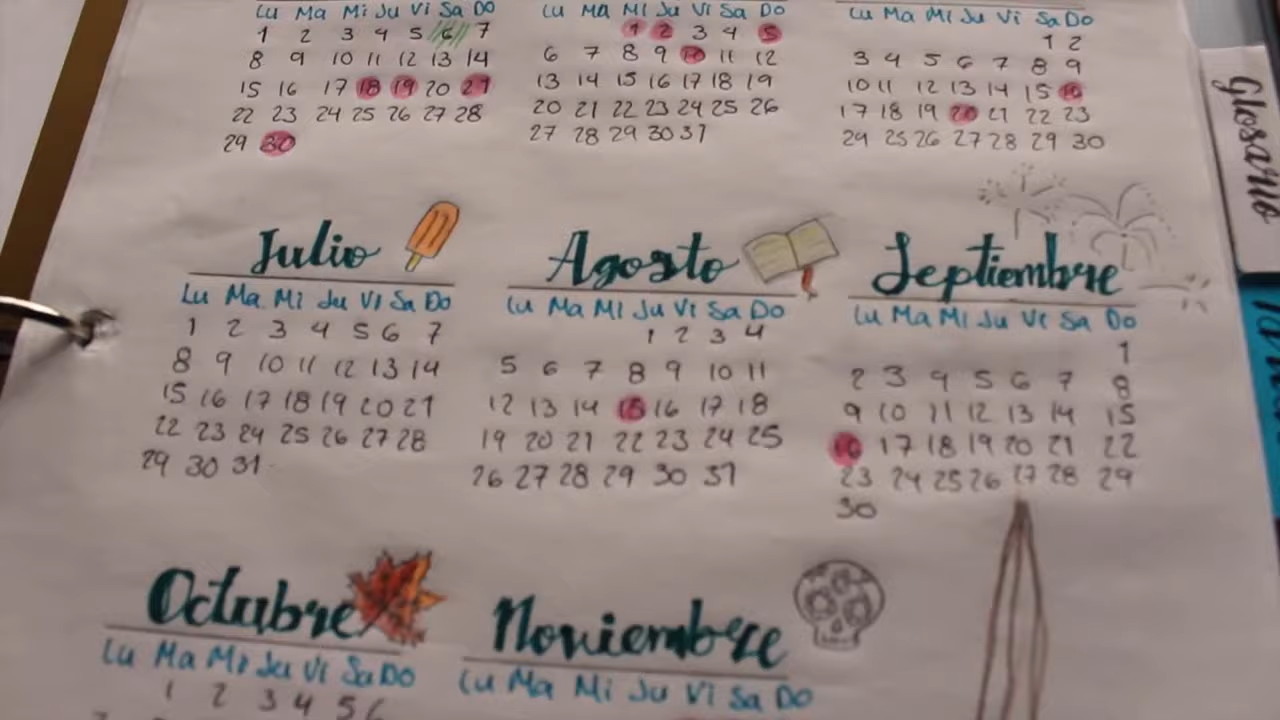 Lu Ma Mi Ju Vi Sa Do
1 2 3 4 5 6 7
8 9 10 11 12 13 14
15 16 17 18 19 20 21
22 23 24 25 26 27 28
29 30
Lu Ma Mi Ju Vi Sa Do
1 2 3 4 5
6 7 8 9 10 11 12
13 14 15 16 17 18 19
20 21 22 23 24 25 26
27 28 29 30 31
Lu Ma Mi Ju Vi Sa Do
1 2
3 4 5 6 7 8 9
10 11 12 13 14 15 16
17 18 19 20 21 22 23
24 25 26 27 28 29 30
Glosario
Julio
Lu Ma Mi Ju Vi Sa Do
1 2 3 4 5 6 7
8 9 10 11 12 13 14
15 16 17 18 19 20 21
22 23 24 25 26 27 28
29 30 31
Agosto
Lu Ma Mi Ju Vi Sa Do
1 2 3 4
5 6 7 8 9 10 11
12 13 14 15 16 17 18
19 20 21 22 23 24 25
26 27 28 29 30 31
Septiembre
Lu Ma Mi Ju Vi Sa Do
1
2 3 4 5 6 7 8
9 10 11 12 13 14 15
16 17 18 19 20 21 22
23 24 25 26 27 28 29
30
Octubre
Lu Ma Mi Ju Vi Sa Do
1 2 3 4 5 6
Noviembre
Lu Ma Mi Ju Vi Sa Do